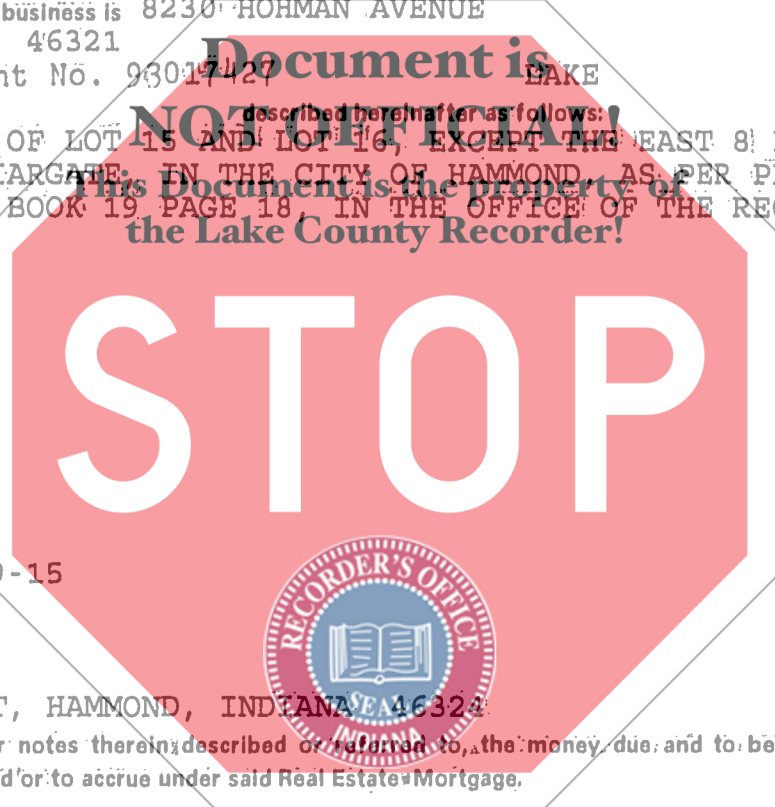 business is 8230 HOHMAN AVENUE
46321
Document is
nt No. 93017427 LAKE
NOT OFFICIAL!
described hereinafter as follows:
OF LOT 15 AND LOT 16, EXCEPT THE EAST 8
This Document is the property of
ARGATE, IN THE CITY OF HAMMOND, AS PER P
BOOK 19 PAGE 18, IN THE OFFICE OF THE REC
the Lake County Recorder!
STOP
-15
RECORDER'S OFFICE
SEAL
INDIANA
T, HAMMOND, INDIANA 46324
r notes therein described or referred to, the money due and to be
d or to accrue under said Real Estate Mortgage.